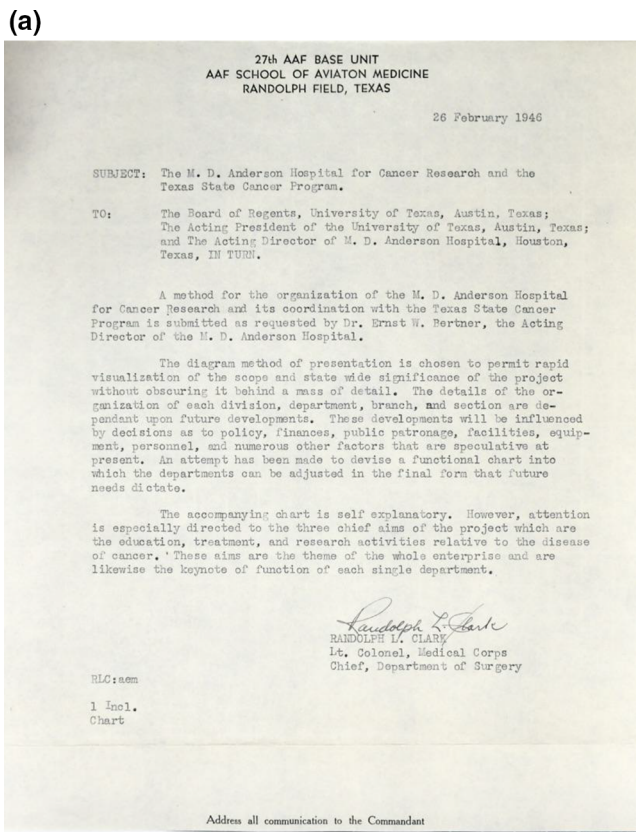 (a)
27th AAF BASE UNIT
AAF SCHOOL OF AVIATON MEDICINE
RANDOLPH FIELD, TEXAS
26 February 1946
SUBJECT: The M. D. Anderson Hospital for Cancer Research and the
Texas State Cancer Program.
TO: The Board of Regents, University of Texas, Austin, Texas;
The Acting President of the University of Texas, Austin, Texas;
and The Acting Director of M. D. Anderson Hospital, Houston,
Texas, IN TURN.
A method for the organization of the M. D. Anderson Hospital
for Cancer Research and its coordination with the Texas State Cancer
Program is submitted as requested by Dr. Ernst W. Bertner, the Acting
Director of the M. D. Anderson Hospital.
The diagram method of presentation is chosen to permit rapid
visualization of the scope and state wide significance of the project
without obscuring it behind a mass of detail. The details of the or-
ganization of each division, department, branch, and section are de-
pendant upon future developments. These developments will be influenced
by decisions as to policy, finances, public patronage, facilities, equip-
ment, personnel, and numerous other factors that are speculative at
present. An attempt has been made to devise a functional chart into
which the departments can be adjusted in the final form that future
needs dictate.
The accompanying chart is self explanatory. However, attention
is especially directed to the three chief aims of the project which are
the education, treatment, and research activities relative to the disease
of cancer. These aims are the theme of the whole enterprise and are
likewise the keynote of function of each single department.
Randolph L. Clark
RANDOLPH L. CLARK
Lt. Colonel, Medical Corps
Chief, Department of Surgery
RLC:aem
1 Incl.
Chart
Address all communication to the Commandant